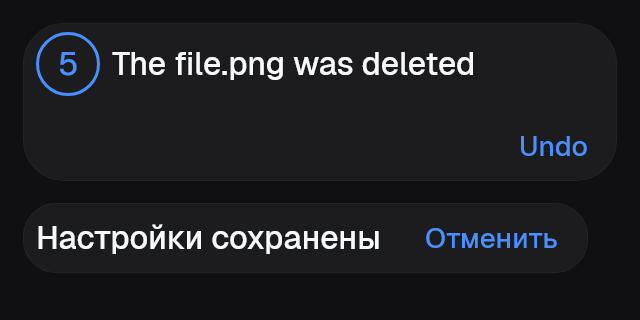 5 The file.png was deleted
Undo
Настройки сохранены Отменить